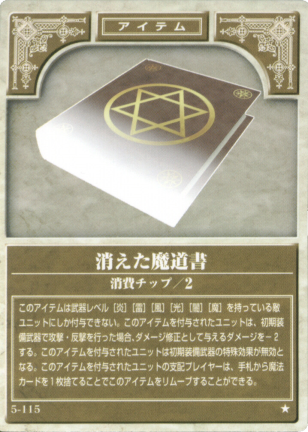 アイテム
消えた魔道書
消費チップ／2
このアイテムは武器レベル【炎】【雷】【風】【光】【闇】【魔】を持っている敵
ユニットにしか付与できない。このアイテムを付与されたユニットは、初期
装備武器で攻撃・反撃を行った場合、ダメージ修正として与えるダメージを－2
する。このアイテムを付与されたユニットは初期装備武器の特殊効果が無効と
なる。このアイテムを付与されたユニットの支配プレイヤーは、手札から魔法
カードを1枚捨てることでこのアイテムをリムーブすることができる。
5-115 ★